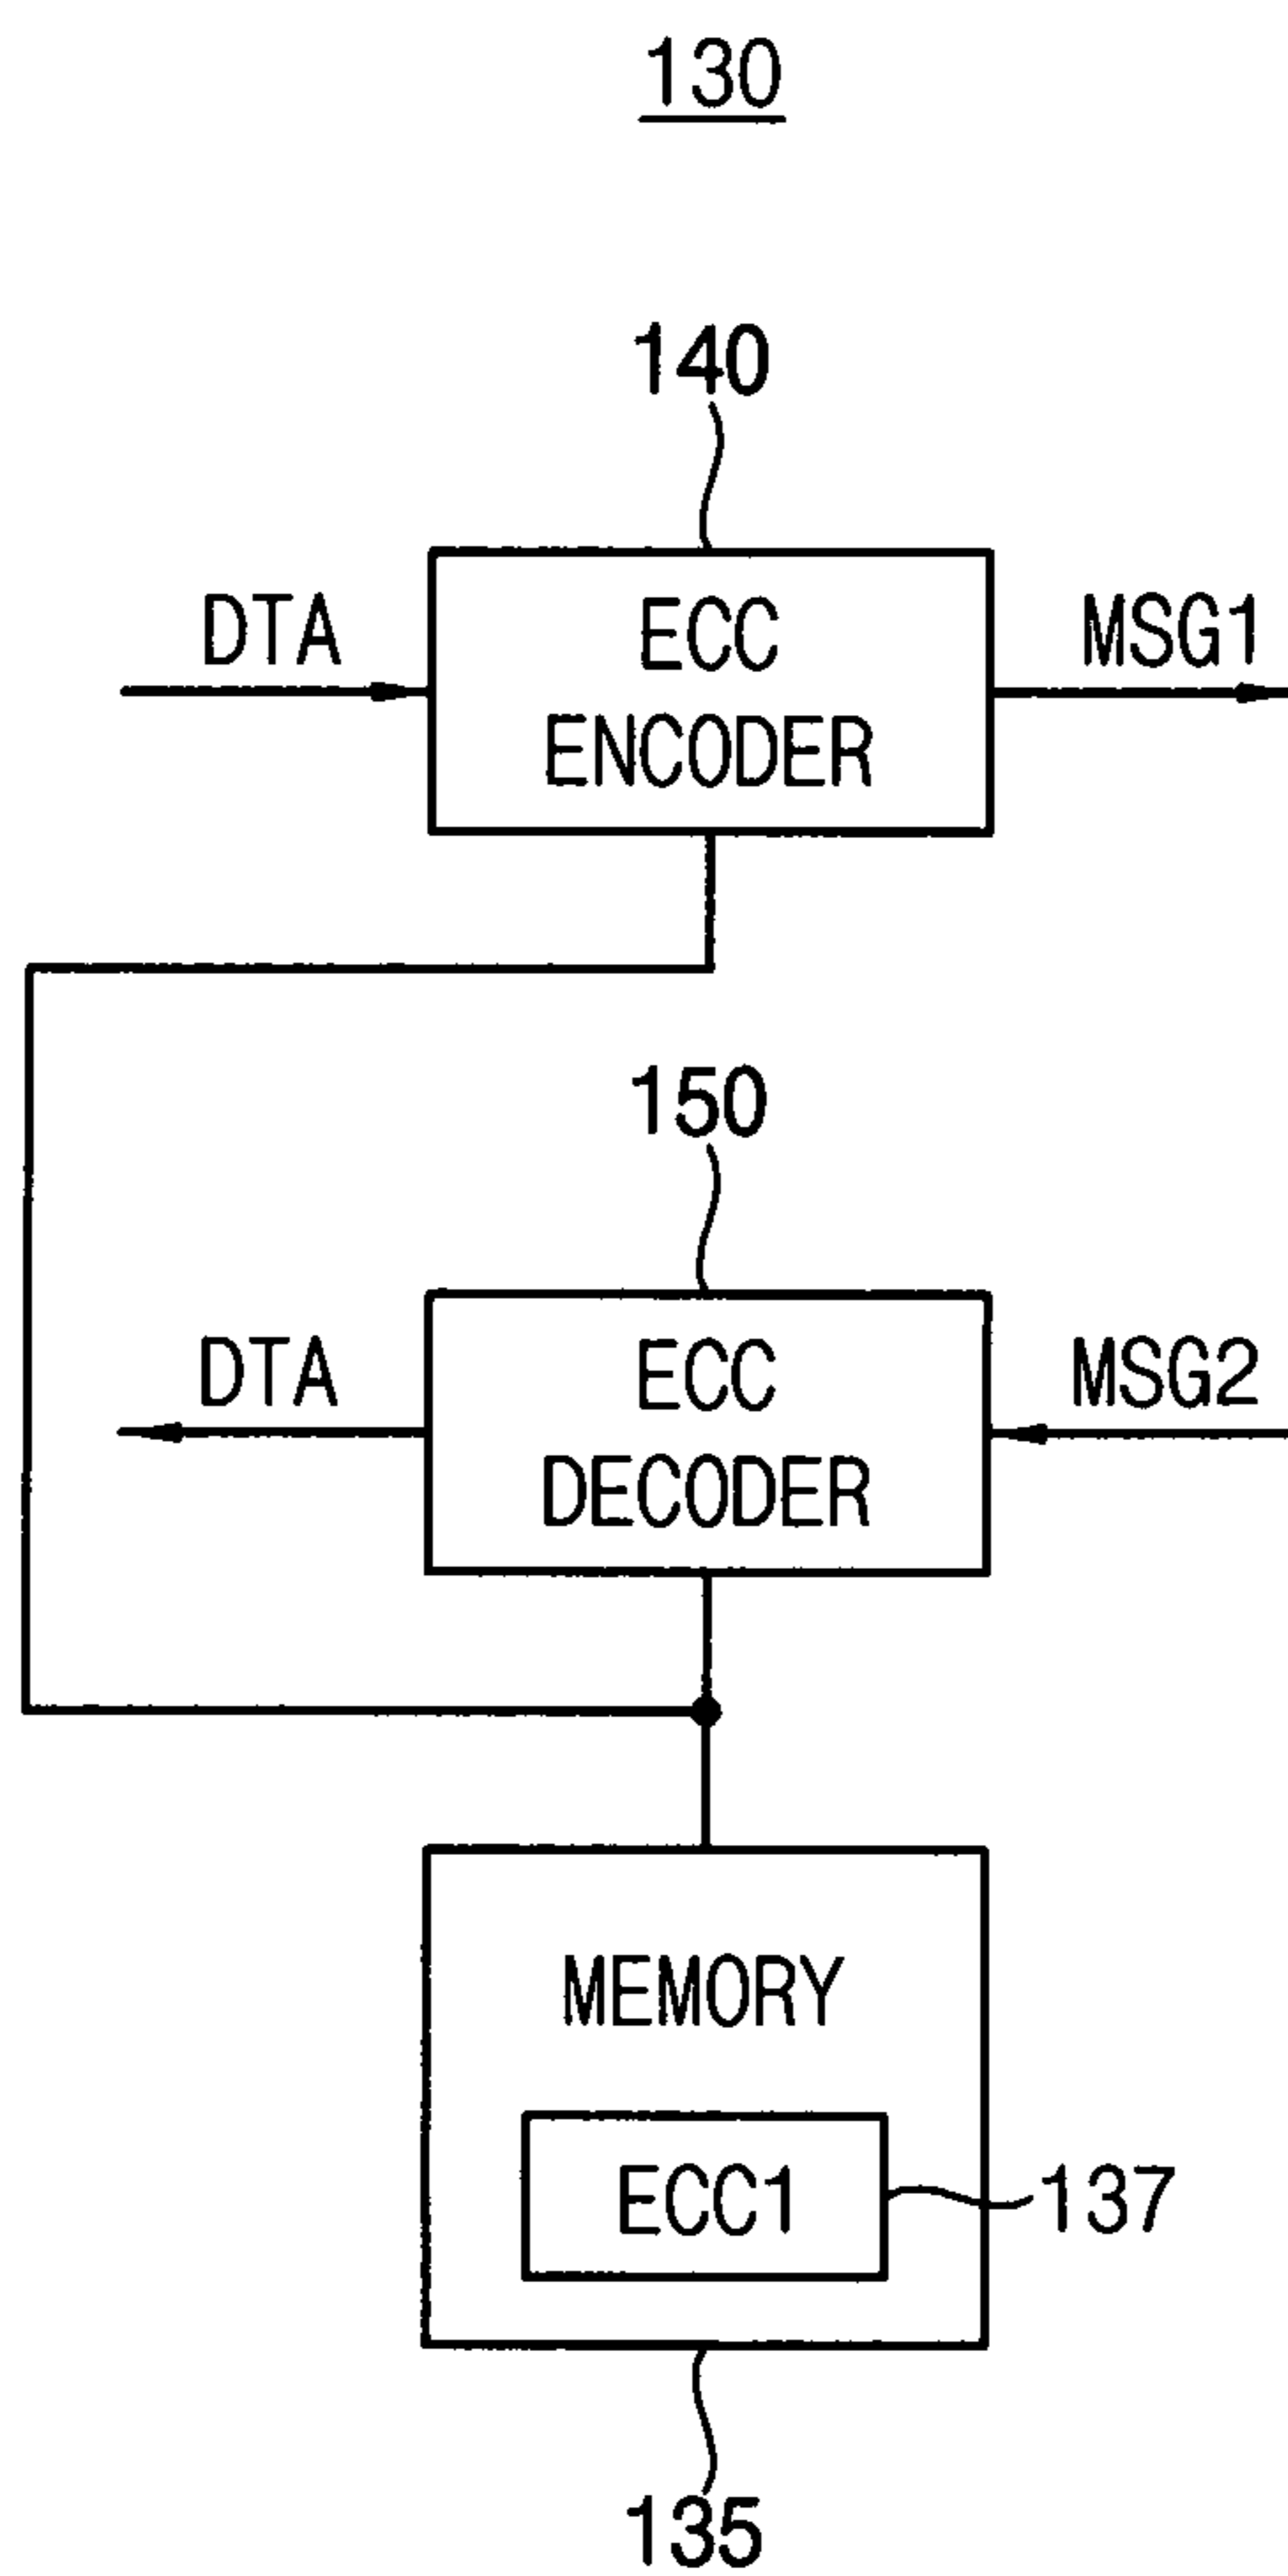 130
140
DTA
ECC
ENCODER
MSG1
150
DTA
ECC
DECODER
MSG2
MEMORY
ECC1
137
135